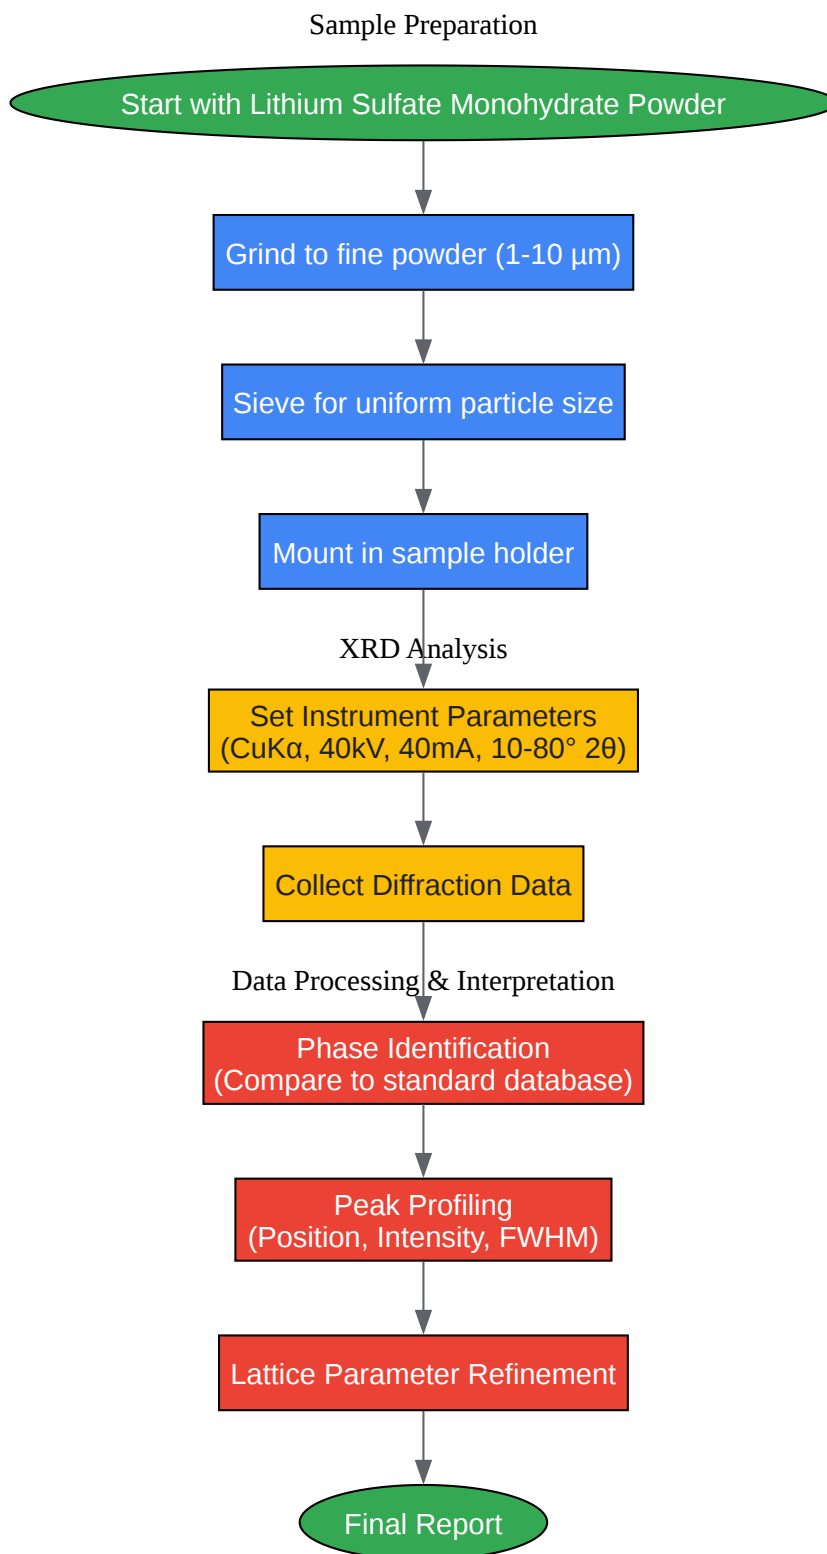 Sample Preparation
Start with Lithium Sulfate Monohydrate Powder
Grind to fine powder (1-10 µm)
Sieve for uniform particle size
Mount in sample holder
XRD Analysis
Set Instrument Parameters
(CuKα, 40kV, 40mA, 10-80° 2θ)
Collect Diffraction Data
Data Processing & Interpretation
Phase Identification
(Compare to standard database)
Peak Profiling
(Position, Intensity, FWHM)
Lattice Parameter Refinement
Final Report